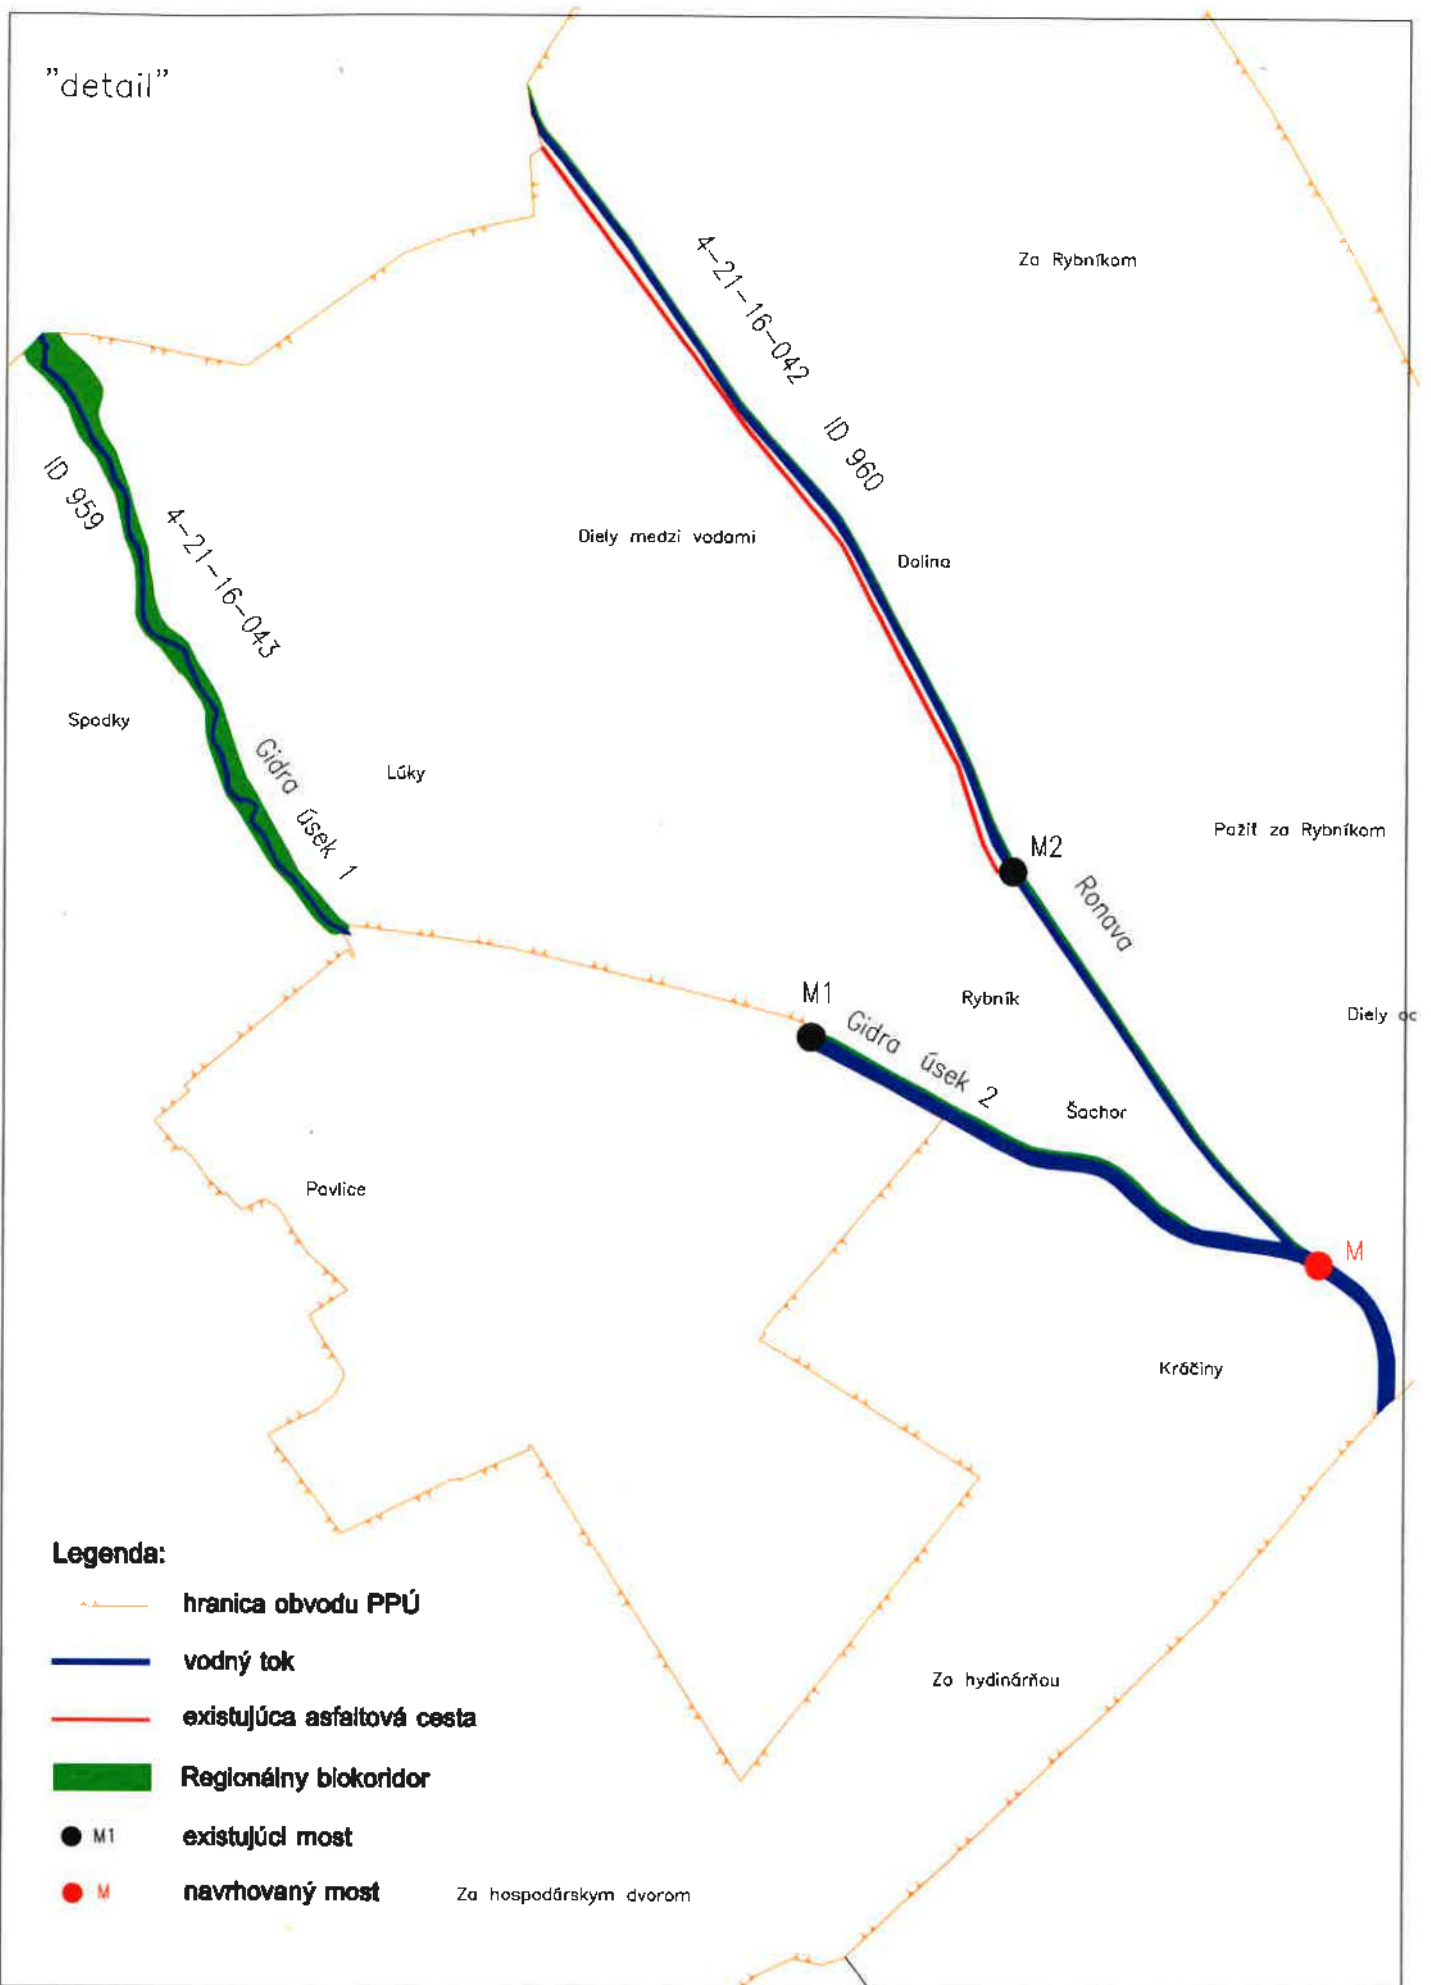 "detail"
Za Rybníkom
4-21-16-042 ID 960
ID 959
4-21-16-043
Diely medzi vodami
Dolina
Spodky
Gidra úsek 1
Lúky
Pažiť za Rybníkom
M2
Ronava
M1
Gidra úsek 2
Rybník
Diely oc
Šachor
Pavlice
M
Kráčiny
Legenda:
hranica obvodu PPÚ
vodný tok
existujúca asfaltová cesta
Regionálny biokoridor
M1 existujúci most
M navrhovaný most
Za hydinárňou
Za hospodárskym dvorom